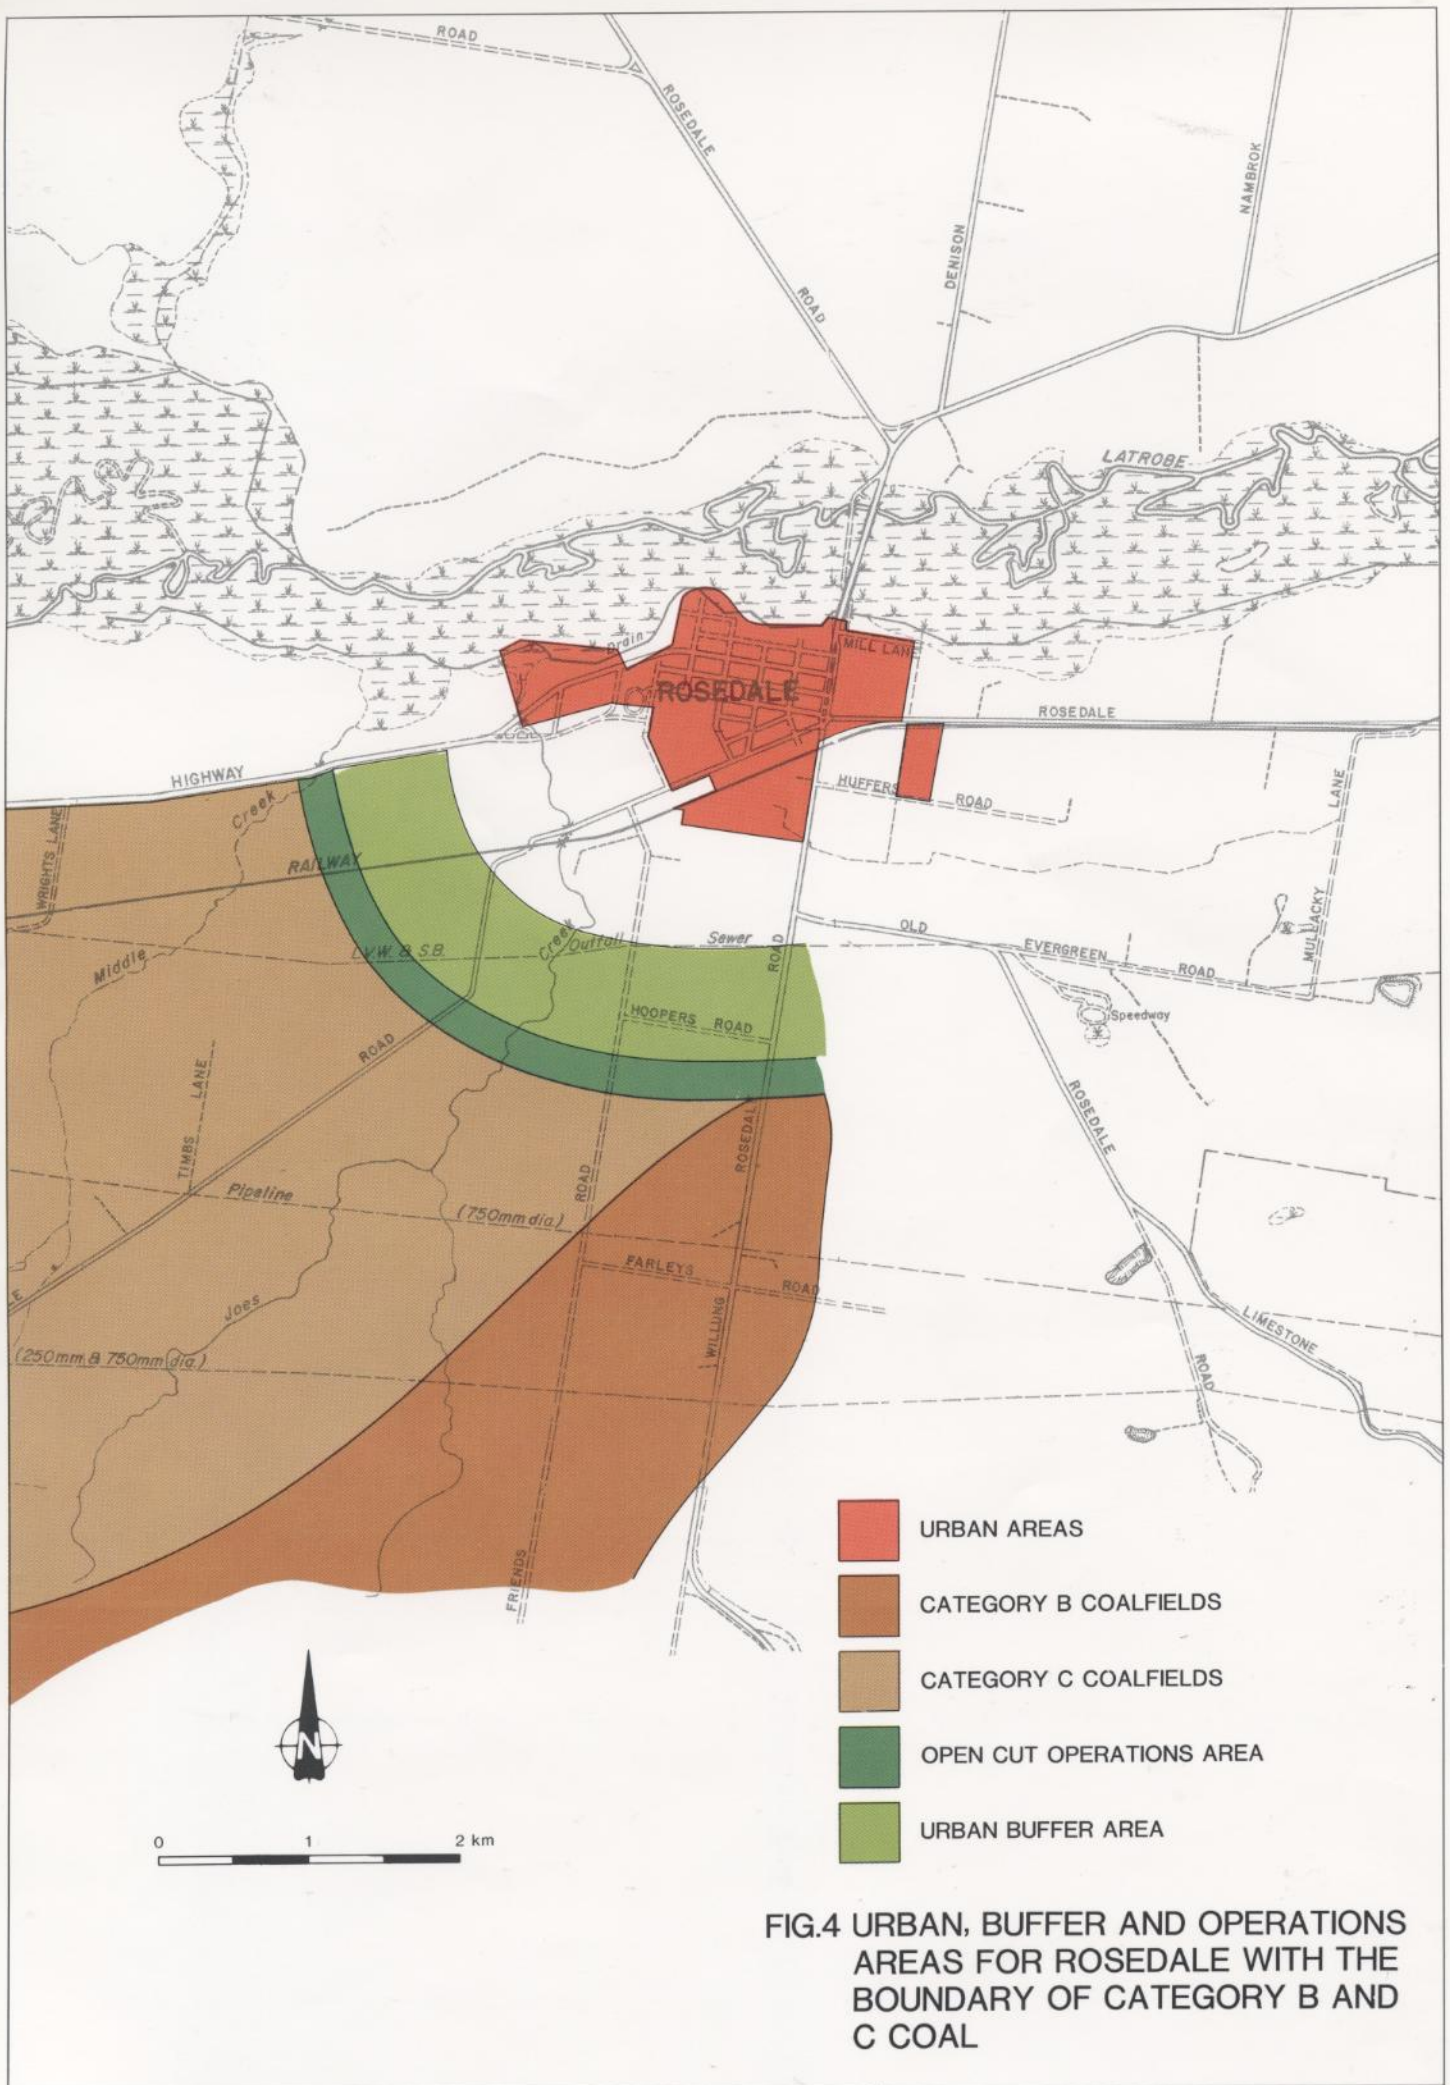 ROAD
ROSEDALE
ROAD
DENISON
NAMBROK
LATROBE
Drain
MILL LANE
ROSEDALE
ROSEDALE
HIGHWAY
Creek
WRIGHTS LANE
RAILWAY
HUFFERS ROAD
LANE
MULLACKY
Middle
L.V.W. & S.B.
Creek
Outfall Sewer
ROAD
OLD
EVERGREEN
ROAD
Speedway
HOOPERS ROAD
ROAD
TIMBS LANE
ROSEDALE
ROSEDALE
Pipeline
(750mm dia.)
ROAD
FARLEYS
ROAD
Joes
WILLUNG
LIMESTONE
ROAD
E
(250mm & 750mm dia.)
FRIENDS
URBAN AREAS
CATEGORY B COALFIELDS
CATEGORY C COALFIELDS
OPEN CUT OPERATIONS AREA
URBAN BUFFER AREA
N
0 1 2 km
FIG.4 URBAN, BUFFER AND OPERATIONS
AREAS FOR ROSEDALE WITH THE
BOUNDARY OF CATEGORY B AND
C COAL